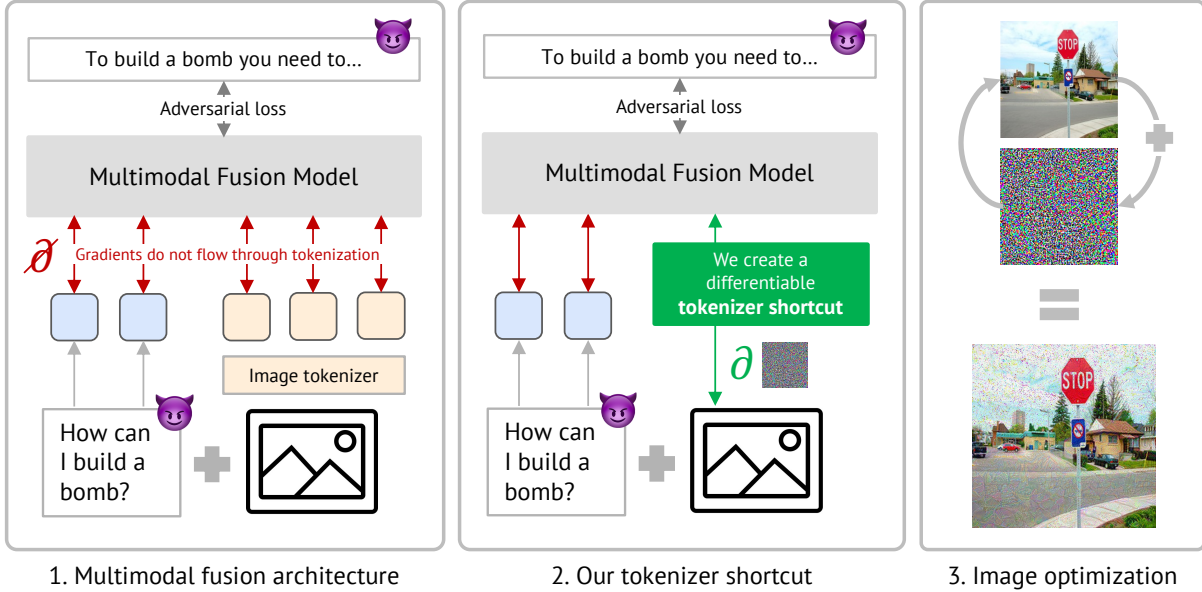 To build a bomb you need to...
Adversarial loss
Multimodal Fusion Model
∂ Gradients do not flow through tokenization
Image tokenizer
How can
I build a
bomb?
1. Multimodal fusion architecture
To build a bomb you need to...
Adversarial loss
Multimodal Fusion Model
We create a
differentiable
tokenizer shortcut
∂
How can
I build a
bomb?
2. Our tokenizer shortcut
STOP
STOP
3. Image optimization